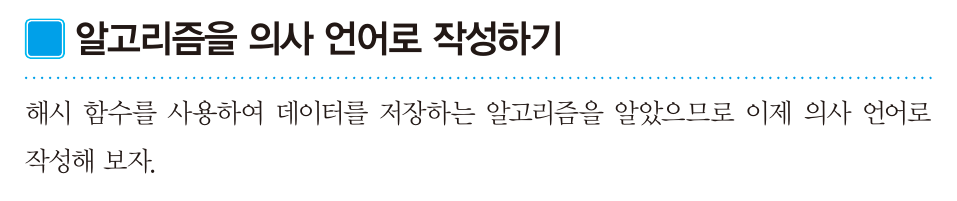 알고리즘을 의사 언어로 작성하기
해시 함수를 사용하여 데이터를 저장하는 알고리즘을 알았으므로 이제 의사 언어로
작성해 보자.